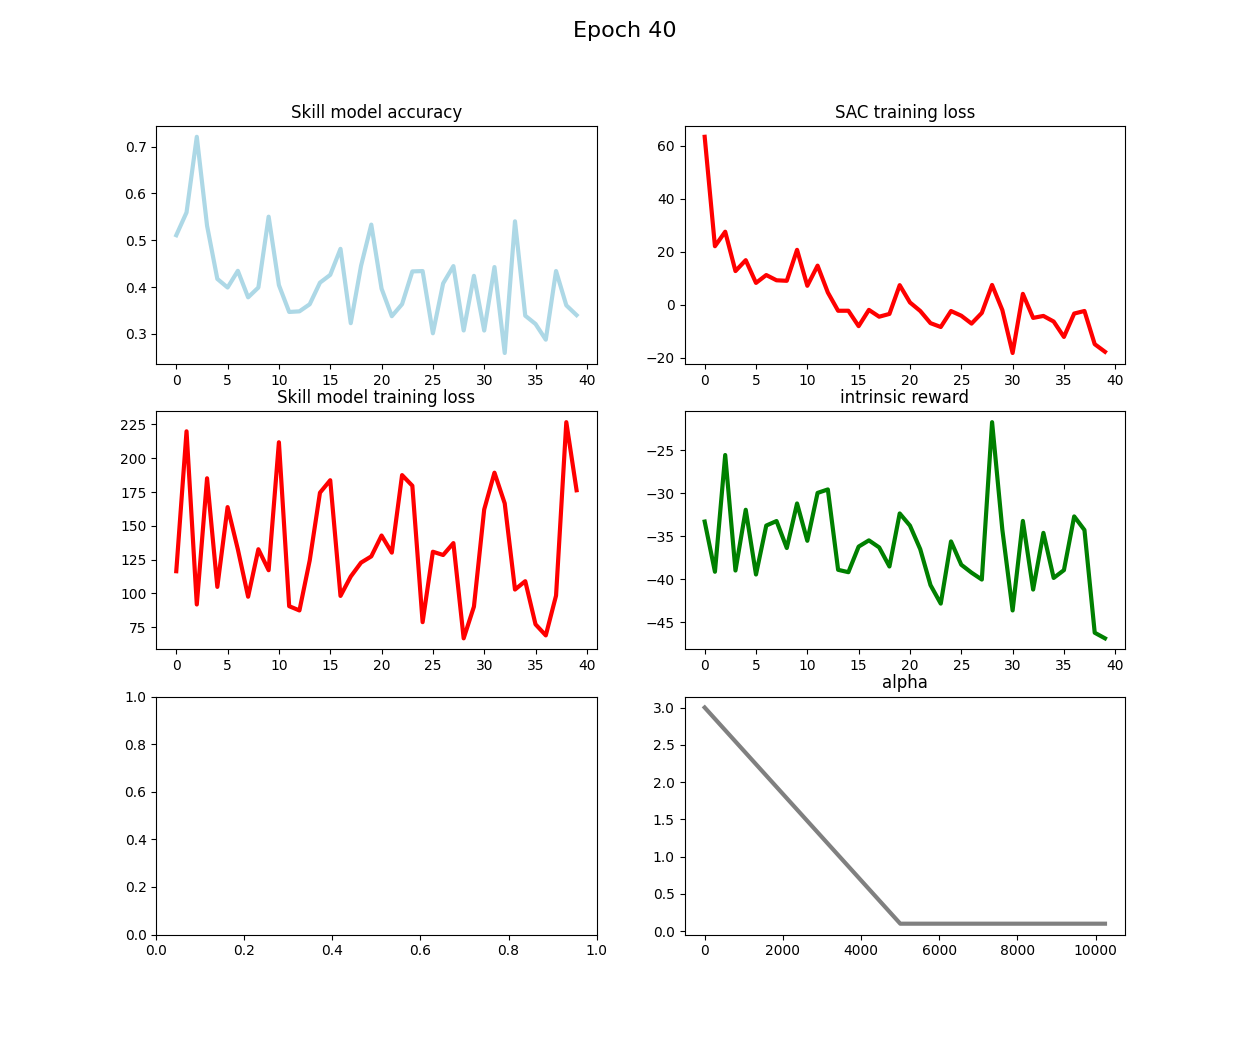 Epoch 40
Skill model accuracy
0.7
0.6
0.5
0.4
0.3
0 5 10 15 20 25 30 35 40
SAC training loss
60
40
20
0
−20
0 5 10 15 20 25 30 35 40
Skill model training loss
225
200
175
150
125
100
75
0 5 10 15 20 25 30 35 40
intrinsic reward
−25
−30
−35
−40
−45
0 5 10 15 20 25 30 35 40
1.0
0.8
0.6
0.4
0.2
0.0
0.0 0.2 0.4 0.6 0.8 1.0
alpha
3.0
2.5
2.0
1.5
1.0
0.5
0.0
0 2000 4000 6000 8000 10000